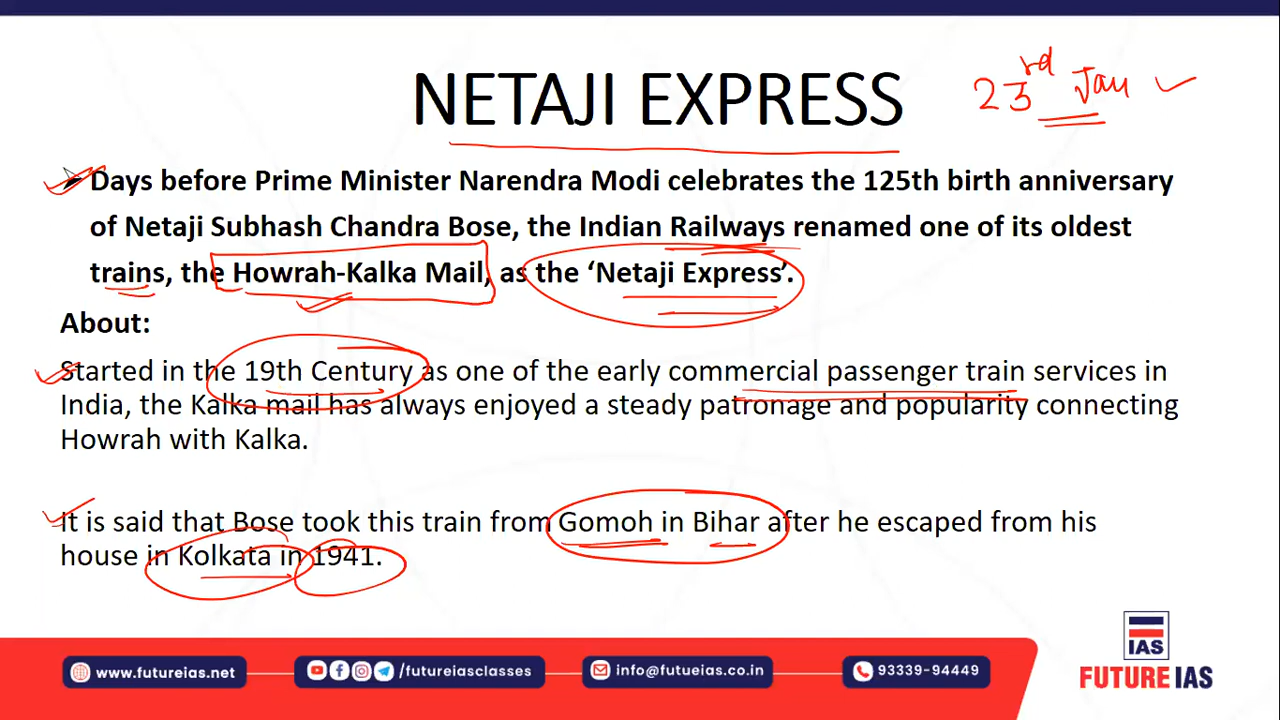 NETAJI EXPRESS
23rd Jan
Days before Prime Minister Narendra Modi celebrates the 125th birth anniversary
of Netaji Subhash Chandra Bose, the Indian Railways renamed one of its oldest
trains, the Howrah-Kalka Mail, as the ‘Netaji Express’.
About:
Started in the 19th Century as one of the early commercial passenger train services in
India, the Kalka mail has always enjoyed a steady patronage and popularity connecting
Howrah with Kalka.
It is said that Bose took this train from Gomoh in Bihar after he escaped from his
house in Kolkata in 1941.
www.futureias.net
/futureiasclasses
info@futueias.co.in
93339-94449
IAS
FUTURE IAS